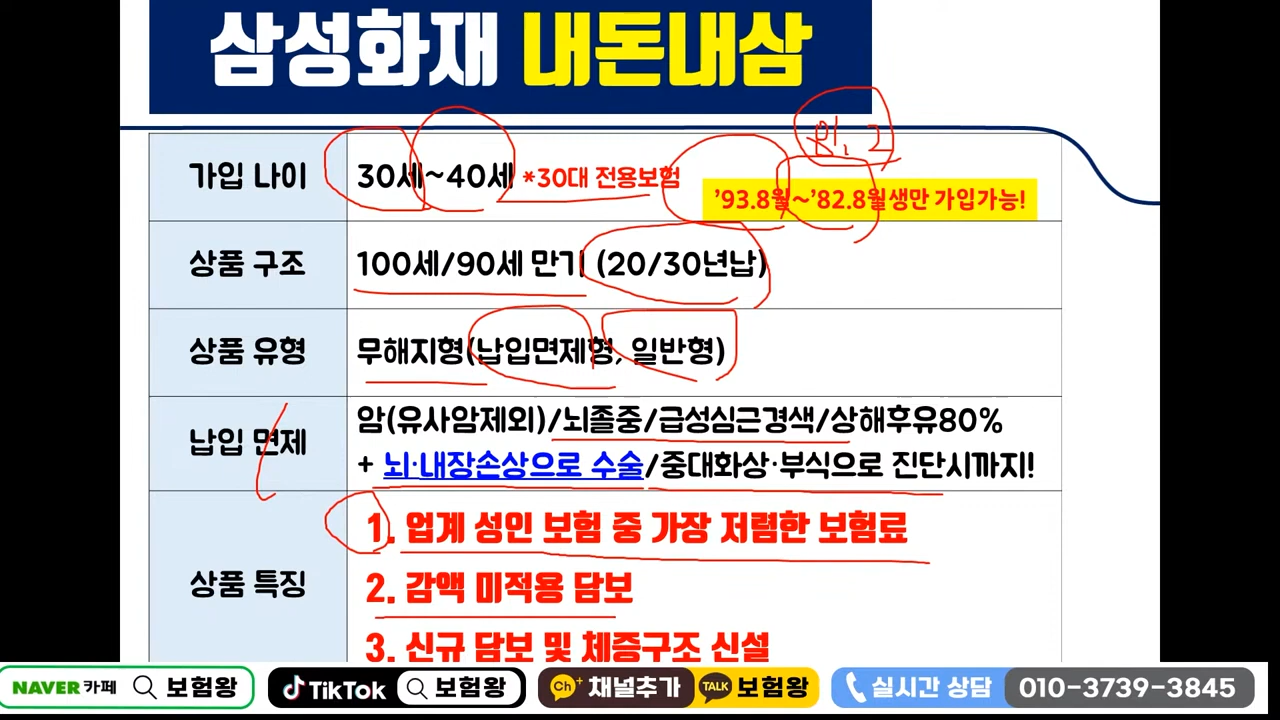 삼성화재 내돈내삼
가입 나이
30세~40세 *30대 전용보험
'93.8월~'82.8월생만 가입가능!
상품 구조
100세/90세 만기 (20/30년납)
상품 유형
무해지형(납입면제형, 일반형)
납입 면제
암(유사암제외)/뇌졸중/급성심근경색/상해후유80%
+ 뇌·내장손상으로 수술/중대화상·부식으로 진단시까지!
상품 특징
1. 업계 성인 보험 중 가장 저렴한 보험료
2. 감액 미적용 담보
3. 신규 담보 및 체증구조 신설
NAVER 카페 보험왕 TikTok 보험왕 Ch+ 채널추가 TALK 보험왕 실시간 상담 010-3739-3845